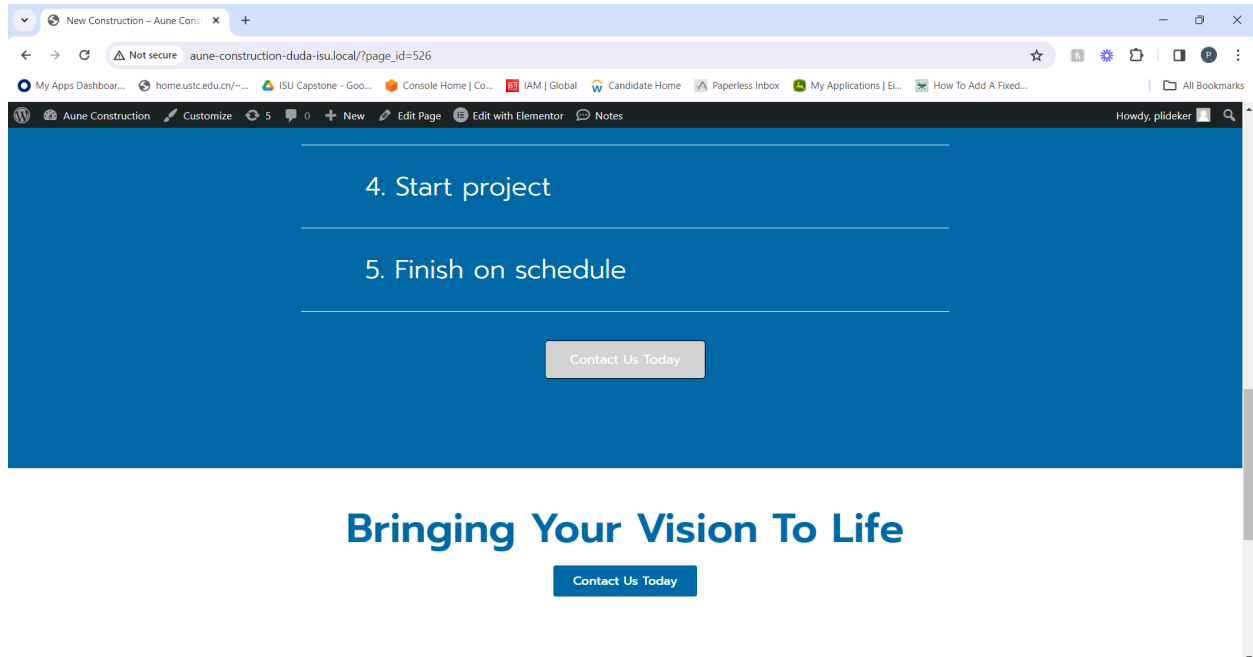 New Construction – Aune Cons
Not secure aune-construction-duda-isu.local/?page_id=526
My Apps Dashboar... home.ustc.edu.cn/~... ISU Capstone - Goo... Console Home | Co... IAM | Global Candidate Home Paperless Inbox My Applications | Ei... How To Add A Fixed... All Bookmarks
Aune Construction Customize 5 0 New Edit Page Edit with Elementor Notes Howdy, plideker
4. Start project
5. Finish on schedule
Contact Us Today
Bringing Your Vision To Life
Contact Us Today